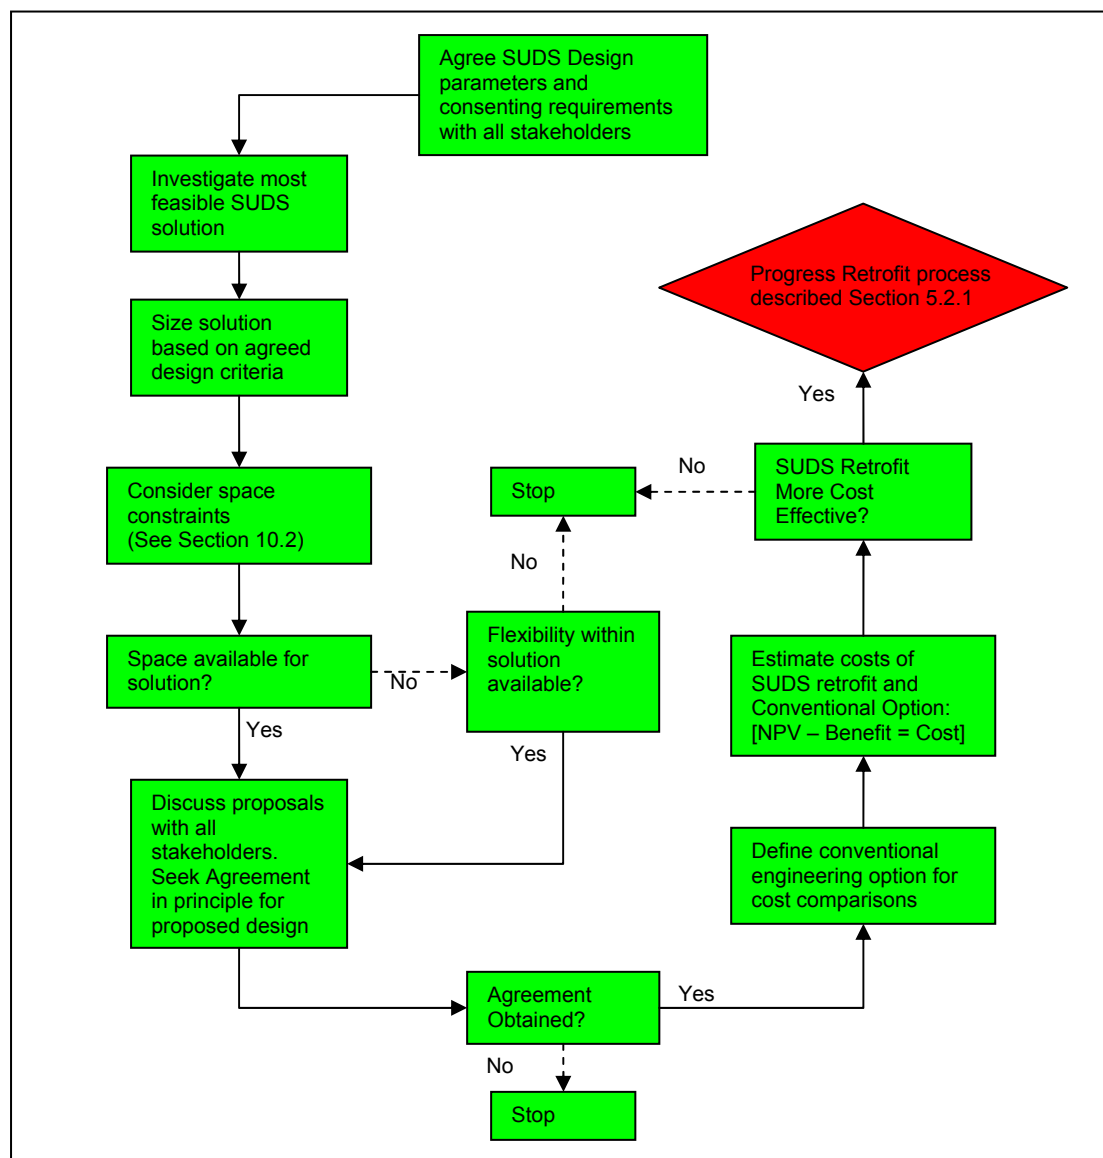 Agree SUDS Design
parameters and
consenting requirements
with all stakeholders
Investigate most
feasible SUDS
solution
Size solution
based on agreed
design criteria
Consider space
constraints
(See Section 10.2)
Space available for
solution?
No
Yes
Flexibility within
solution
available?
No
Stop
Yes
Discuss proposals
with all
stakeholders.
Seek Agreement
in principle for
proposed design
Agreement
Obtained?
No
Stop
Yes
Define conventional
engineering option for
cost comparisons
Estimate costs of
SUDS retrofit and
Conventional Option:
[NPV – Benefit = Cost]
SUDS Retrofit
More Cost
Effective?
No
Yes
Progress Retrofit process
described Section 5.2.1